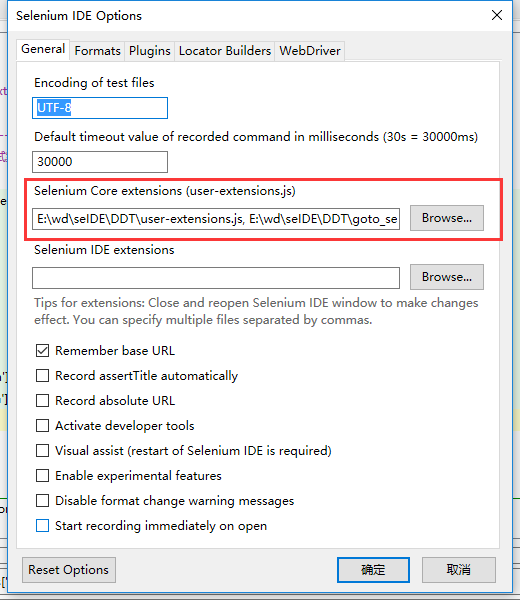 Selenium IDE Options
General Formats Plugins Locator Builders WebDriver
Encoding of test files
UTF-8
Default timeout value of recorded command in milliseconds (30s = 30000ms)
30000
Selenium Core extensions (user-extensions.js)
E:\wd\seIDE\DDT\user-extensions.js, E:\wd\seIDE\DDT\goto_se Browse...
Selenium IDE extensions
Browse...
Tips for extensions: Close and reopen Selenium IDE window to make changes
effect. You can specify multiple files separated by commas.
Remember base URL
Record assertTitle automatically
Record absolute URL
Activate developer tools
Visual assist (restart of Selenium IDE is required)
Enable experimental features
Disable format change warning messages
Start recording immediately on open
Reset Options 确定 取消